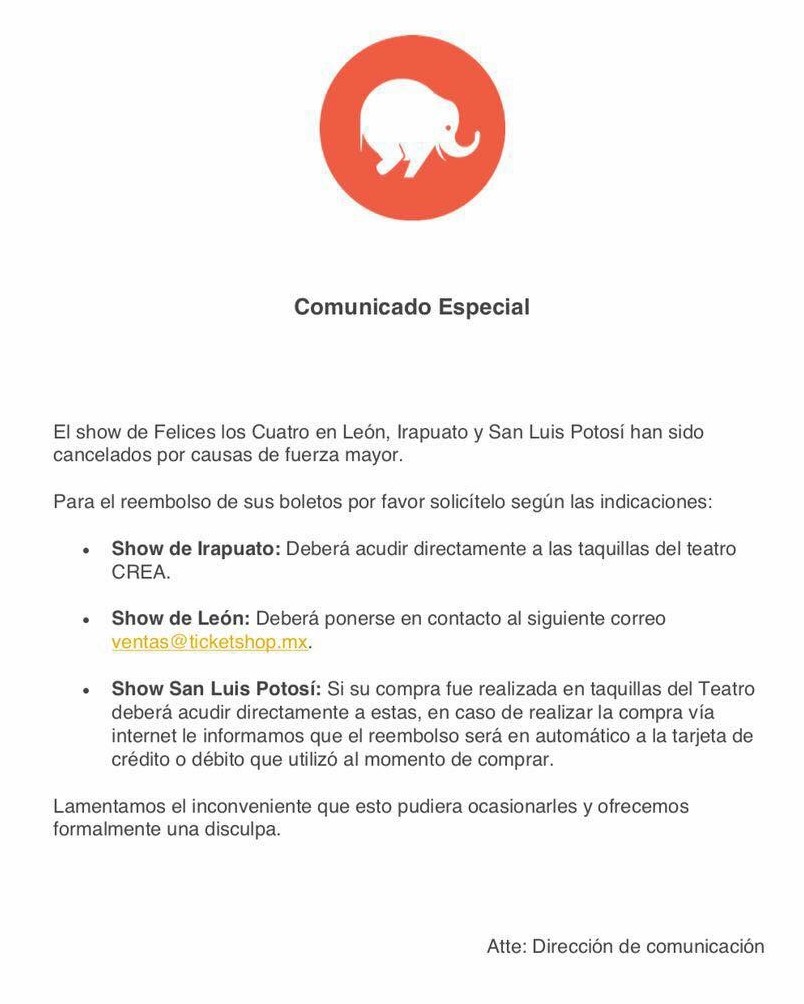 Comunicado Especial
El show de Felices los Cuatro en León, Irapuato y San Luis Potosí han sido
cancelados por causas de fuerza mayor.
Para el reembolso de sus boletos por favor solicítelo según las indicaciones:
• Show de Irapuato: Deberá acudir directamente a las taquillas del teatro
CREA.
• Show de León: Deberá ponerse en contacto al siguiente correo
ventas@ticketshop.mx.
• Show San Luis Potosí: Si su compra fue realizada en taquillas del Teatro
deberá acudir directamente a estas, en caso de realizar la compra vía
internet le informamos que el reembolso será en automático a la tarjeta de
crédito o débito que utilizó al momento de comprar.
Lamentamos el inconveniente que esto pudiera ocasionarles y ofrecemos
formalmente una disculpa.
Atte: Dirección de comunicación